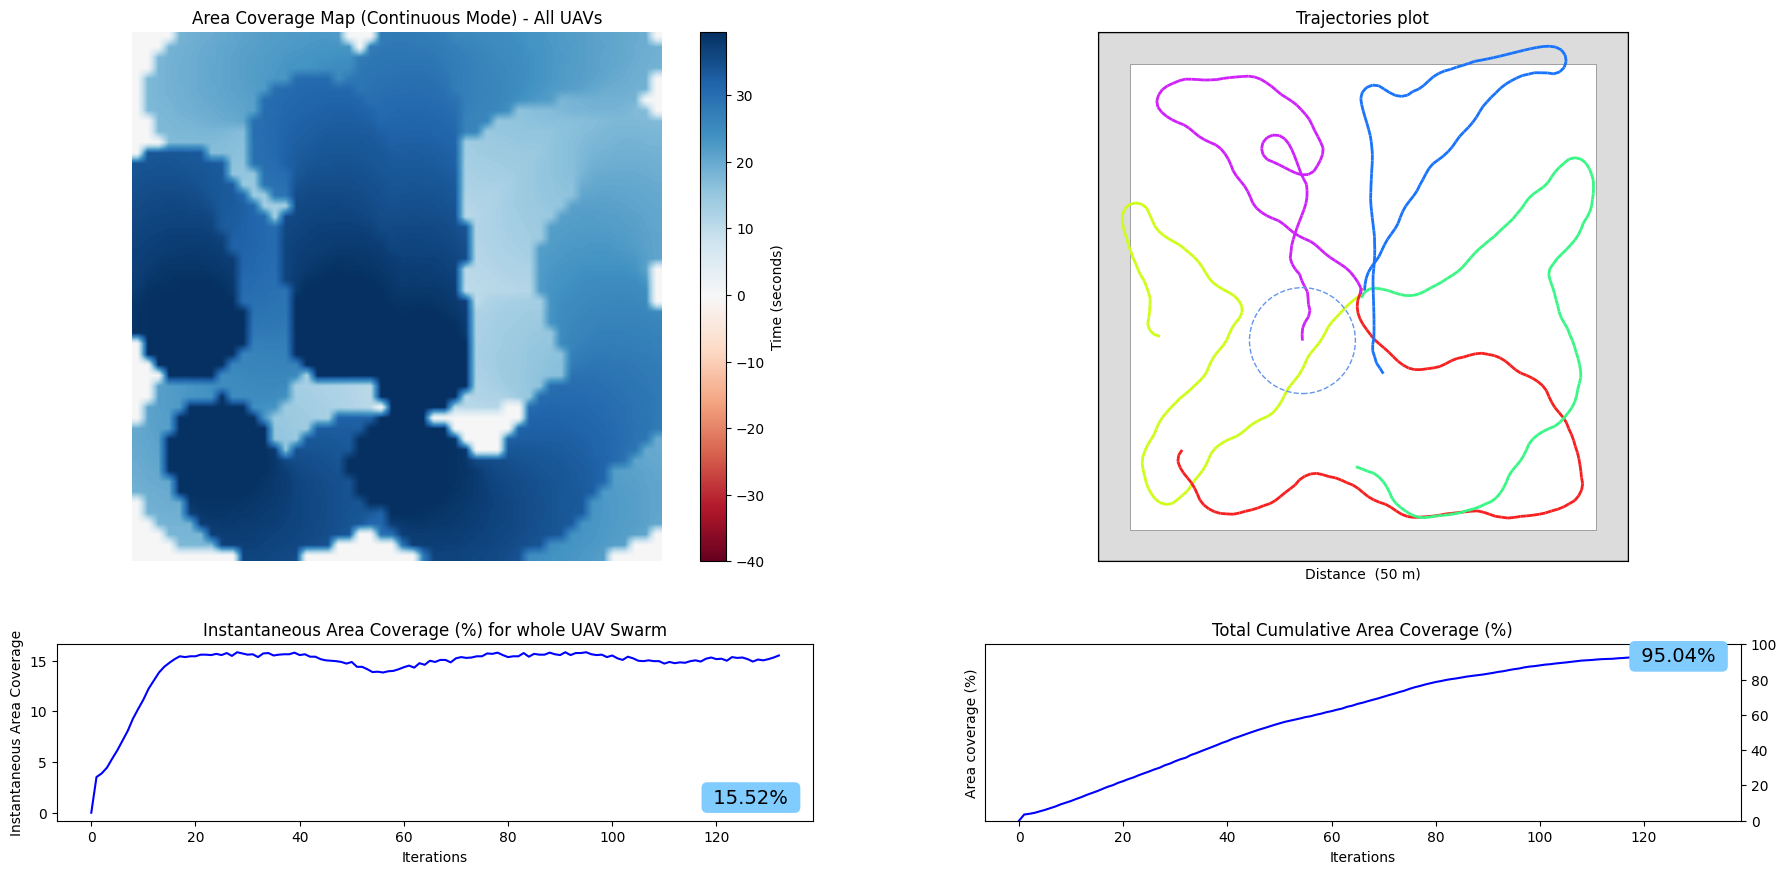 Area Coverage Map (Continuous Mode) - All UAVs
30
20
10
0
−10
−20
−30
−40
Time (seconds)
Trajectories plot
Distance  (50 m)
Instantaneous Area Coverage (%) for whole UAV Swarm
Instantaneous Area Coverage
15
10
5
0
15.52%
0 20 40 60 80 100 120
Iterations
Total Cumulative Area Coverage (%)
Area coverage (%)
95.04%
100
80
60
40
20
0
0 20 40 60 80 100 120
Iterations